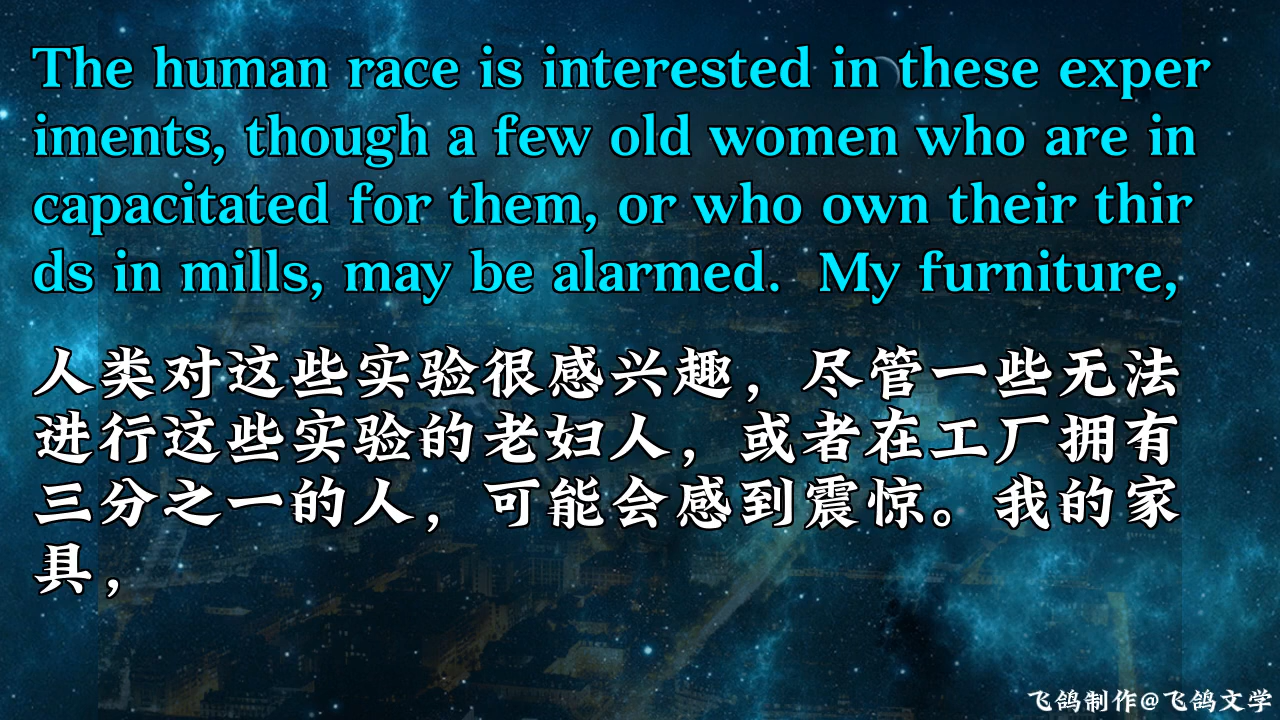 The human race is interested in these exper
iments, though a few old women who are in
capacitated for them, or who own their thir
ds in mills, may be alarmed.  My furniture,
人类对这些实验很感兴趣，尽管一些无法
进行这些实验的老妇人，或者在工厂拥有
三分之一的人，可能会感到震惊。我的家
具，
飞鸽制作@飞鸽文学